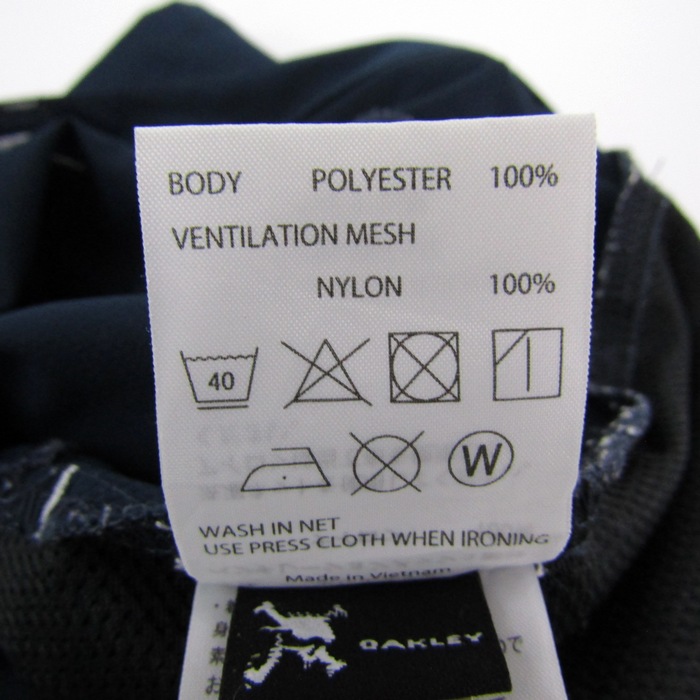 BODY POLYESTER 100%
VENTILATION MESH
NYLON 100%
40
W
WASH IN NET
USE PRESS CLOTH WHEN IRONING
Made in Vietnam
OAKLEY